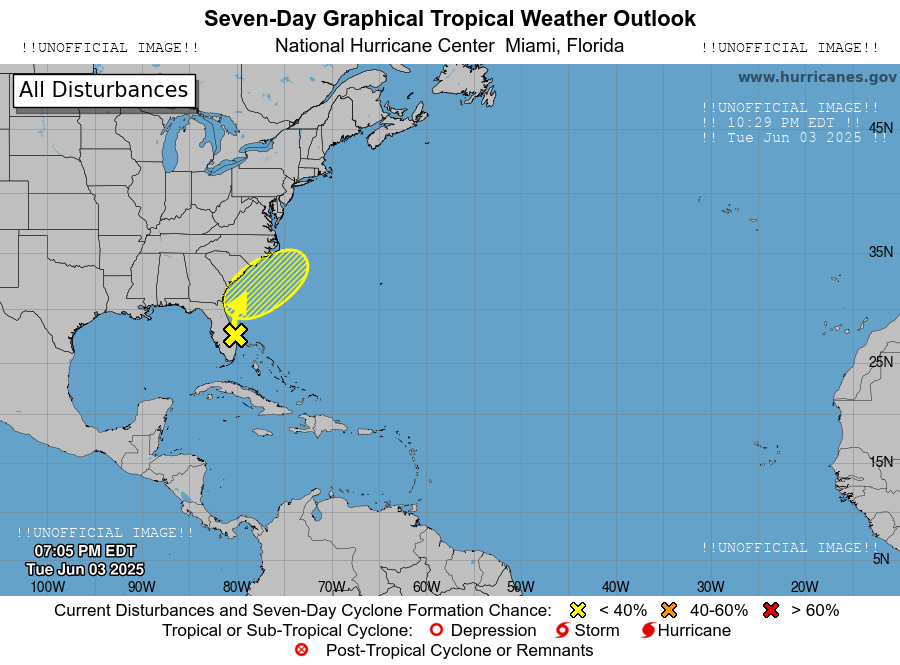 Seven-Day Graphical Tropical Weather Outlook
!!UNOFFICIAL IMAGE!! National Hurricane Center Miami, Florida !!UNOFFICIAL IMAGE!!
All Disturbances
www.hurricanes.gov
!!UNOFFICIAL IMAGE!!
!! 10:29 PM EDT !!
!! Tue Jun 03 2025 !!
45N
35N
25N
15N
!!UNOFFICIAL IMAGE!!
07:05 PM EDT
Tue Jun 03 2025
!!UNOFFICIAL IMAGE!!
5N
100W 90W 80W 70W 60W 50W 40W 30W 20W
Current Disturbances and Seven-Day Cyclone Formation Chance: < 40% 40-60% > 60%
Tropical or Sub-Tropical Cyclone: Depression Storm Hurricane
Post-Tropical Cyclone or Remnants